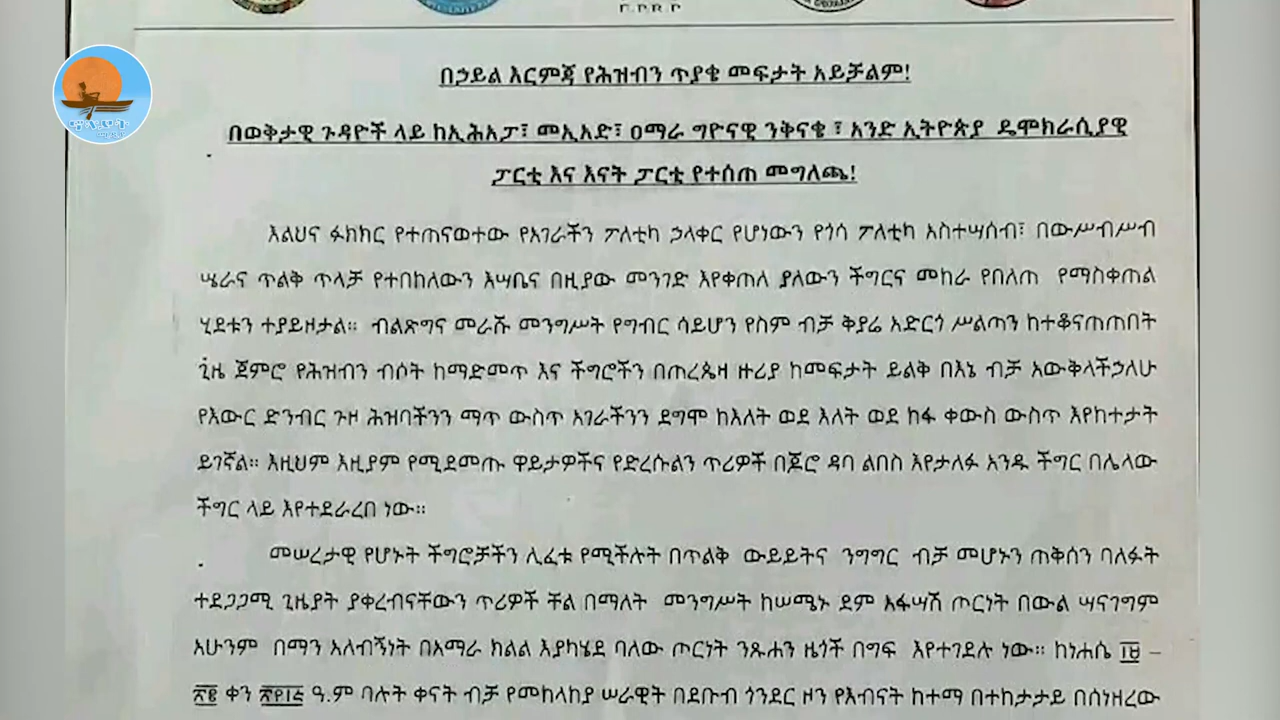 E.P.R.P
በኃይል እርምጃ የሕዝብን ጥያቄ መፍታት አይቻልም!
በወቅታዊ ጉዳዮች ላይ ከኢሕአፓ፣ መኢአድ፣ ዐማራ ግዮናዊ ንቅናቄ ፣ አንድ ኢትዮጵያ ዴሞክራሲያዊ
ፓርቲ እና እናት ፓርቲ የተሰጠ መግለጫ!
እልህና ፉክክር የተጠናወተው የአገራችን ፖለቲካ ኃላቀር የሆነውን የጎሳ ፖለቲካ አስተሣሰብ፣ በውሥብሥብ
ሤራና ጥልቅ ጥላቻ የተበከለውን እሣቤና በዚያው መንገድ እየቀጠለ ያለውን ችግርና መከራ የበለጠ የማስቀጠል
ሂደቱን ተያይዞታል። ብልጽግና መራሹ መንግሥት የግብር ሳይሆን የስም ብቻ ቅያሬ አድርጎ ሥልጣን ከተቆናጠጠበት
ጊዜ ጀምሮ የሕዝብን ብሶት ከማድመጥ እና ችግሮችን በጠረጴዛ ዙሪያ ከመፍታት ይልቅ በእኔ ብቻ አውቅላችኃለሁ
የእውር ድንብር ጉዞ ሕዝባችንን ማጥ ውስጥ አገራችንን ደግሞ ከእለት ወደ እለት ወደ ከፋ ቀውስ ውስጥ እየከተታት
ይገኛል። እዚህም እዚያም የሚደመጡ ዋይታዎችና የድረሱልን ጥሪዎች በጆሮ ዳባ ልበስ እየታለፉ አንዱ ችግር በሌላው
ችግር ላይ እየተደራረበ ነው።
መሠረታዊ የሆኑት ችግሮቻችን ሊፈቱ የሚችሉት በጥልቅ ውይይትና ንግግር ብቻ መሆኑን ጠቅሰን ባለፉት
ተደጋጋሚ ጊዜያት ያቀረብናቸውን ጥሪዎች ቸል በማለት መንግሥት ከሠሜኑ ደም አፋሣሽ ጦርነት በውል ሣናገግም
አሁንም በማን አለብኝነት በአማራ ክልል እያካሄደ ባለው ጦርነት ንጹሐን ዜጎች በግፍ እየተገደሉ ነው። ከነሐሴ
ቀን ዓ.ም ባሉት ቀናት ብቻ የመከላከያ ሠራዊት በደቡብ ጎንደር ዞን የእብናት ከተማ በተከታታይ በሰነዘረው